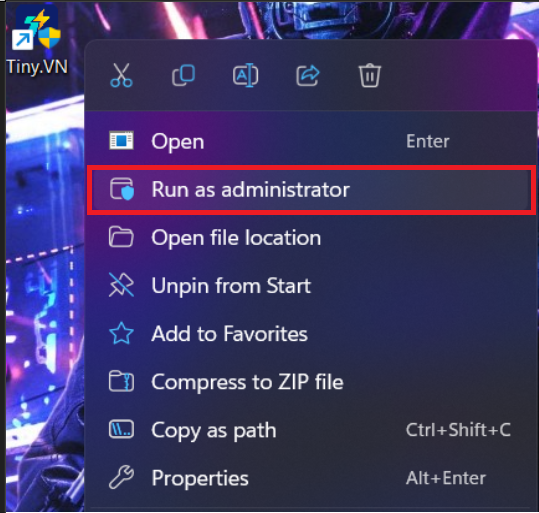 Tiny.VN
Open Enter
Run as administrator
Open file location
Unpin from Start
Add to Favorites
Compress to ZIP file
Copy as path Ctrl+Shift+C
Properties Alt+Enter